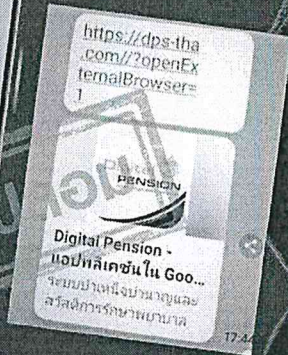 https://dps-tha
.com//?openEx
ternalBrowser=
1
PENSION
Digital Pension -
แอปพลิเคชันใน Goo...
ระบบบำเหน็จบำนาญและ
สวัสดิการรักษาพยาบาล
17:44